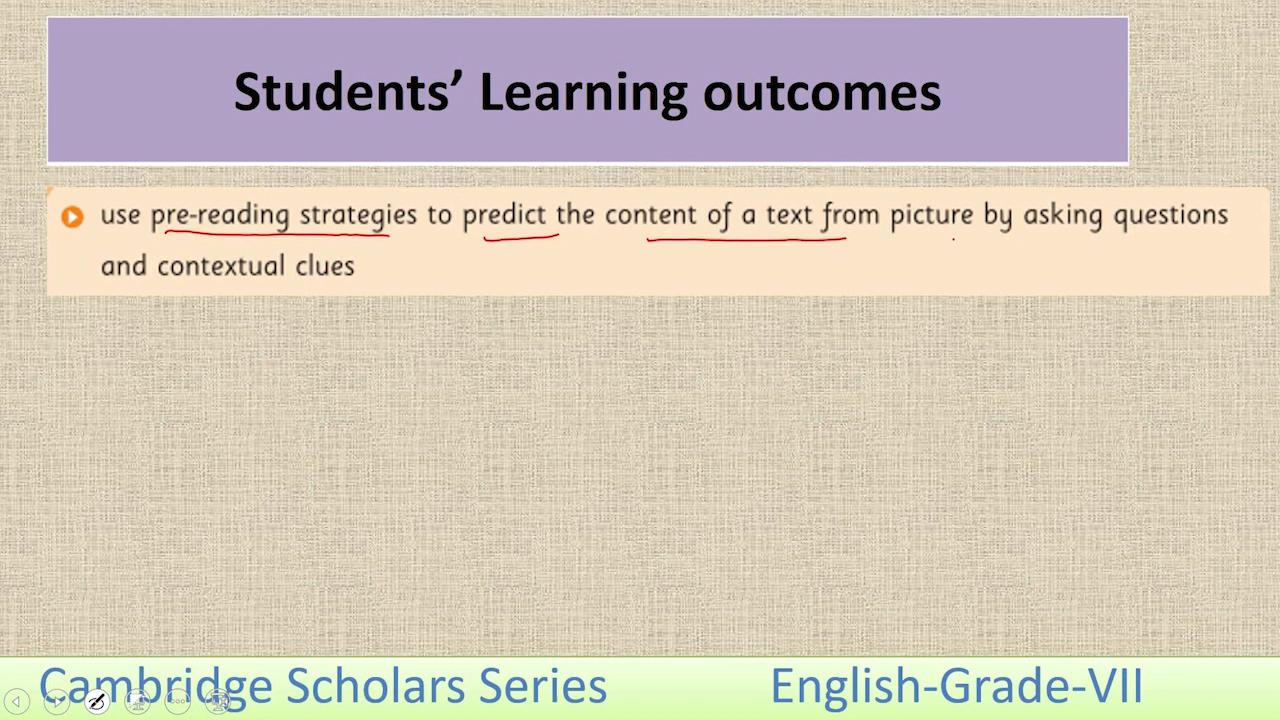 Students’ Learning outcomes
use pre-reading strategies to predict the content of a text from picture by asking questions
and contextual clues
Cambridge Scholars Series English-Grade-VII